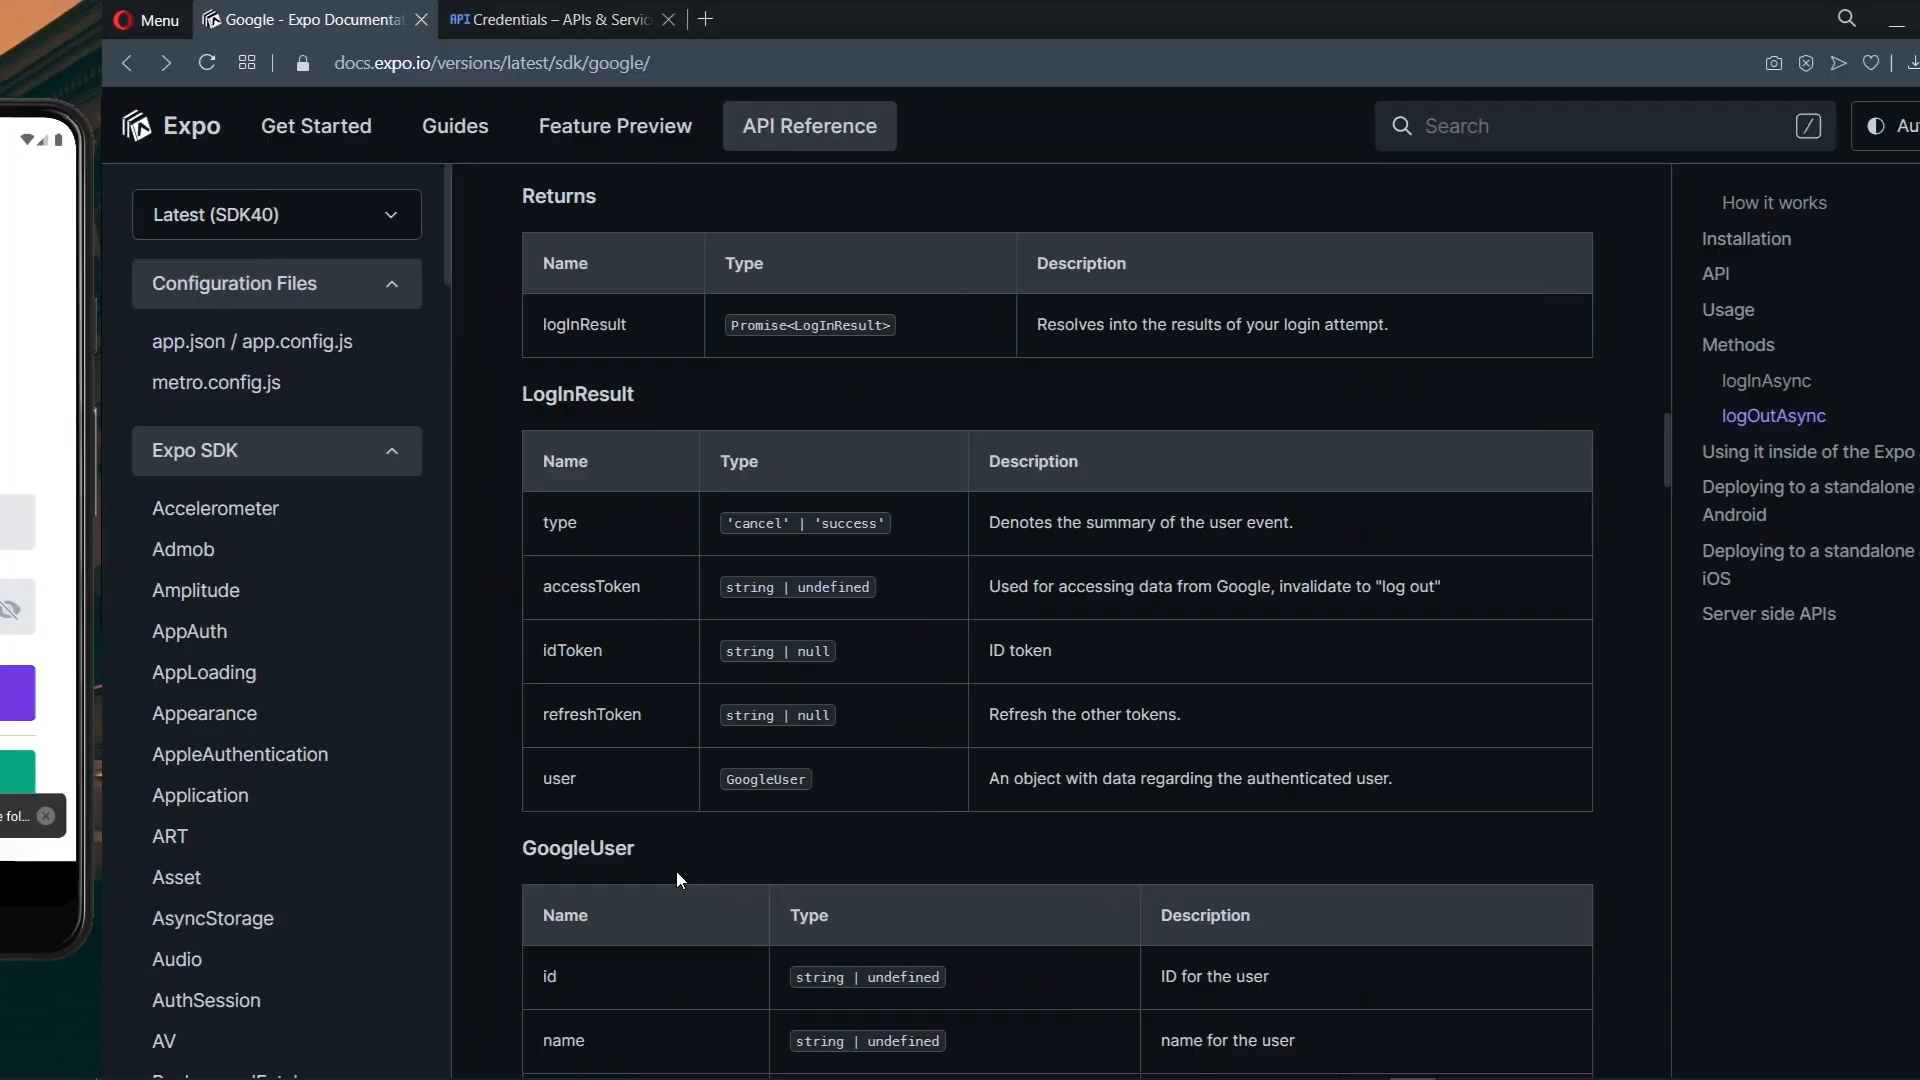 Menu
Google - Expo Documentat
API Credentials – APIs & Servic
docs.expo.io/versions/latest/sdk/google/
Expo
Get Started
Guides
Feature Preview
API Reference
Search
/
Au
Latest (SDK40)
Configuration Files
app.json / app.config.js
metro.config.js
Expo SDK
Accelerometer
Admob
Amplitude
AppAuth
AppLoading
Appearance
AppleAuthentication
Application
ART
Asset
AsyncStorage
Audio
AuthSession
AV
e fol...
Returns
Name Type Description
logInResult Promise<LogInResult> Resolves into the results of your login attempt.
LogInResult
Name Type Description
type 'cancel' | 'success' Denotes the summary of the user event.
accessToken string | undefined Used for accessing data from Google, invalidate to "log out"
idToken string | null ID token
refreshToken string | null Refresh the other tokens.
user GoogleUser An object with data regarding the authenticated user.
GoogleUser
Name Type Description
id string | undefined ID for the user
name string | undefined name for the user
How it works
Installation
API
Usage
Methods
logInAsync
logOutAsync
Using it inside of the Expo
Deploying to a standalone
Android
Deploying to a standalone
iOS
Server side APIs